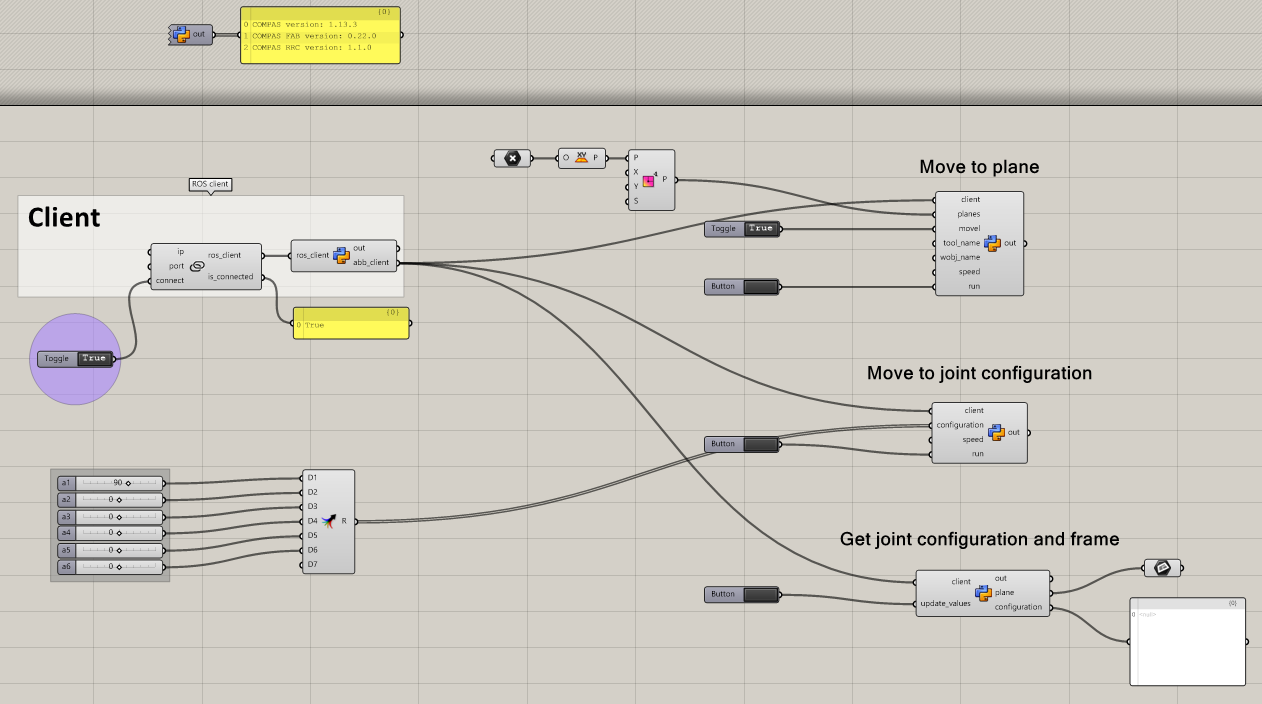 out
{0}
0 COMPAS version: 1.13.3
1 COMPAS FAB version: 0.22.0
2 COMPAS RRC version: 1.1.0
ROS client
Client
ip
port
connect
ros_client
is_connected
ros_client
out
abb_client
{0}
0 True
Toggle True
O XY P
P
X
Y
S
4
P
Move to plane
Toggle True
Button
client
planes
movel
tool_name
wobj_name
speed
run
out
Move to joint configuration
Button
client
configuration
speed
run
out
a1 90
a2 0
a3 0
a4 0
a5 0
a6 0
D1
D2
D3
D4
D5
D6
D7
R
Get joint configuration and frame
Button
client
update_values
out
plane
configuration
{0}
0 <null>